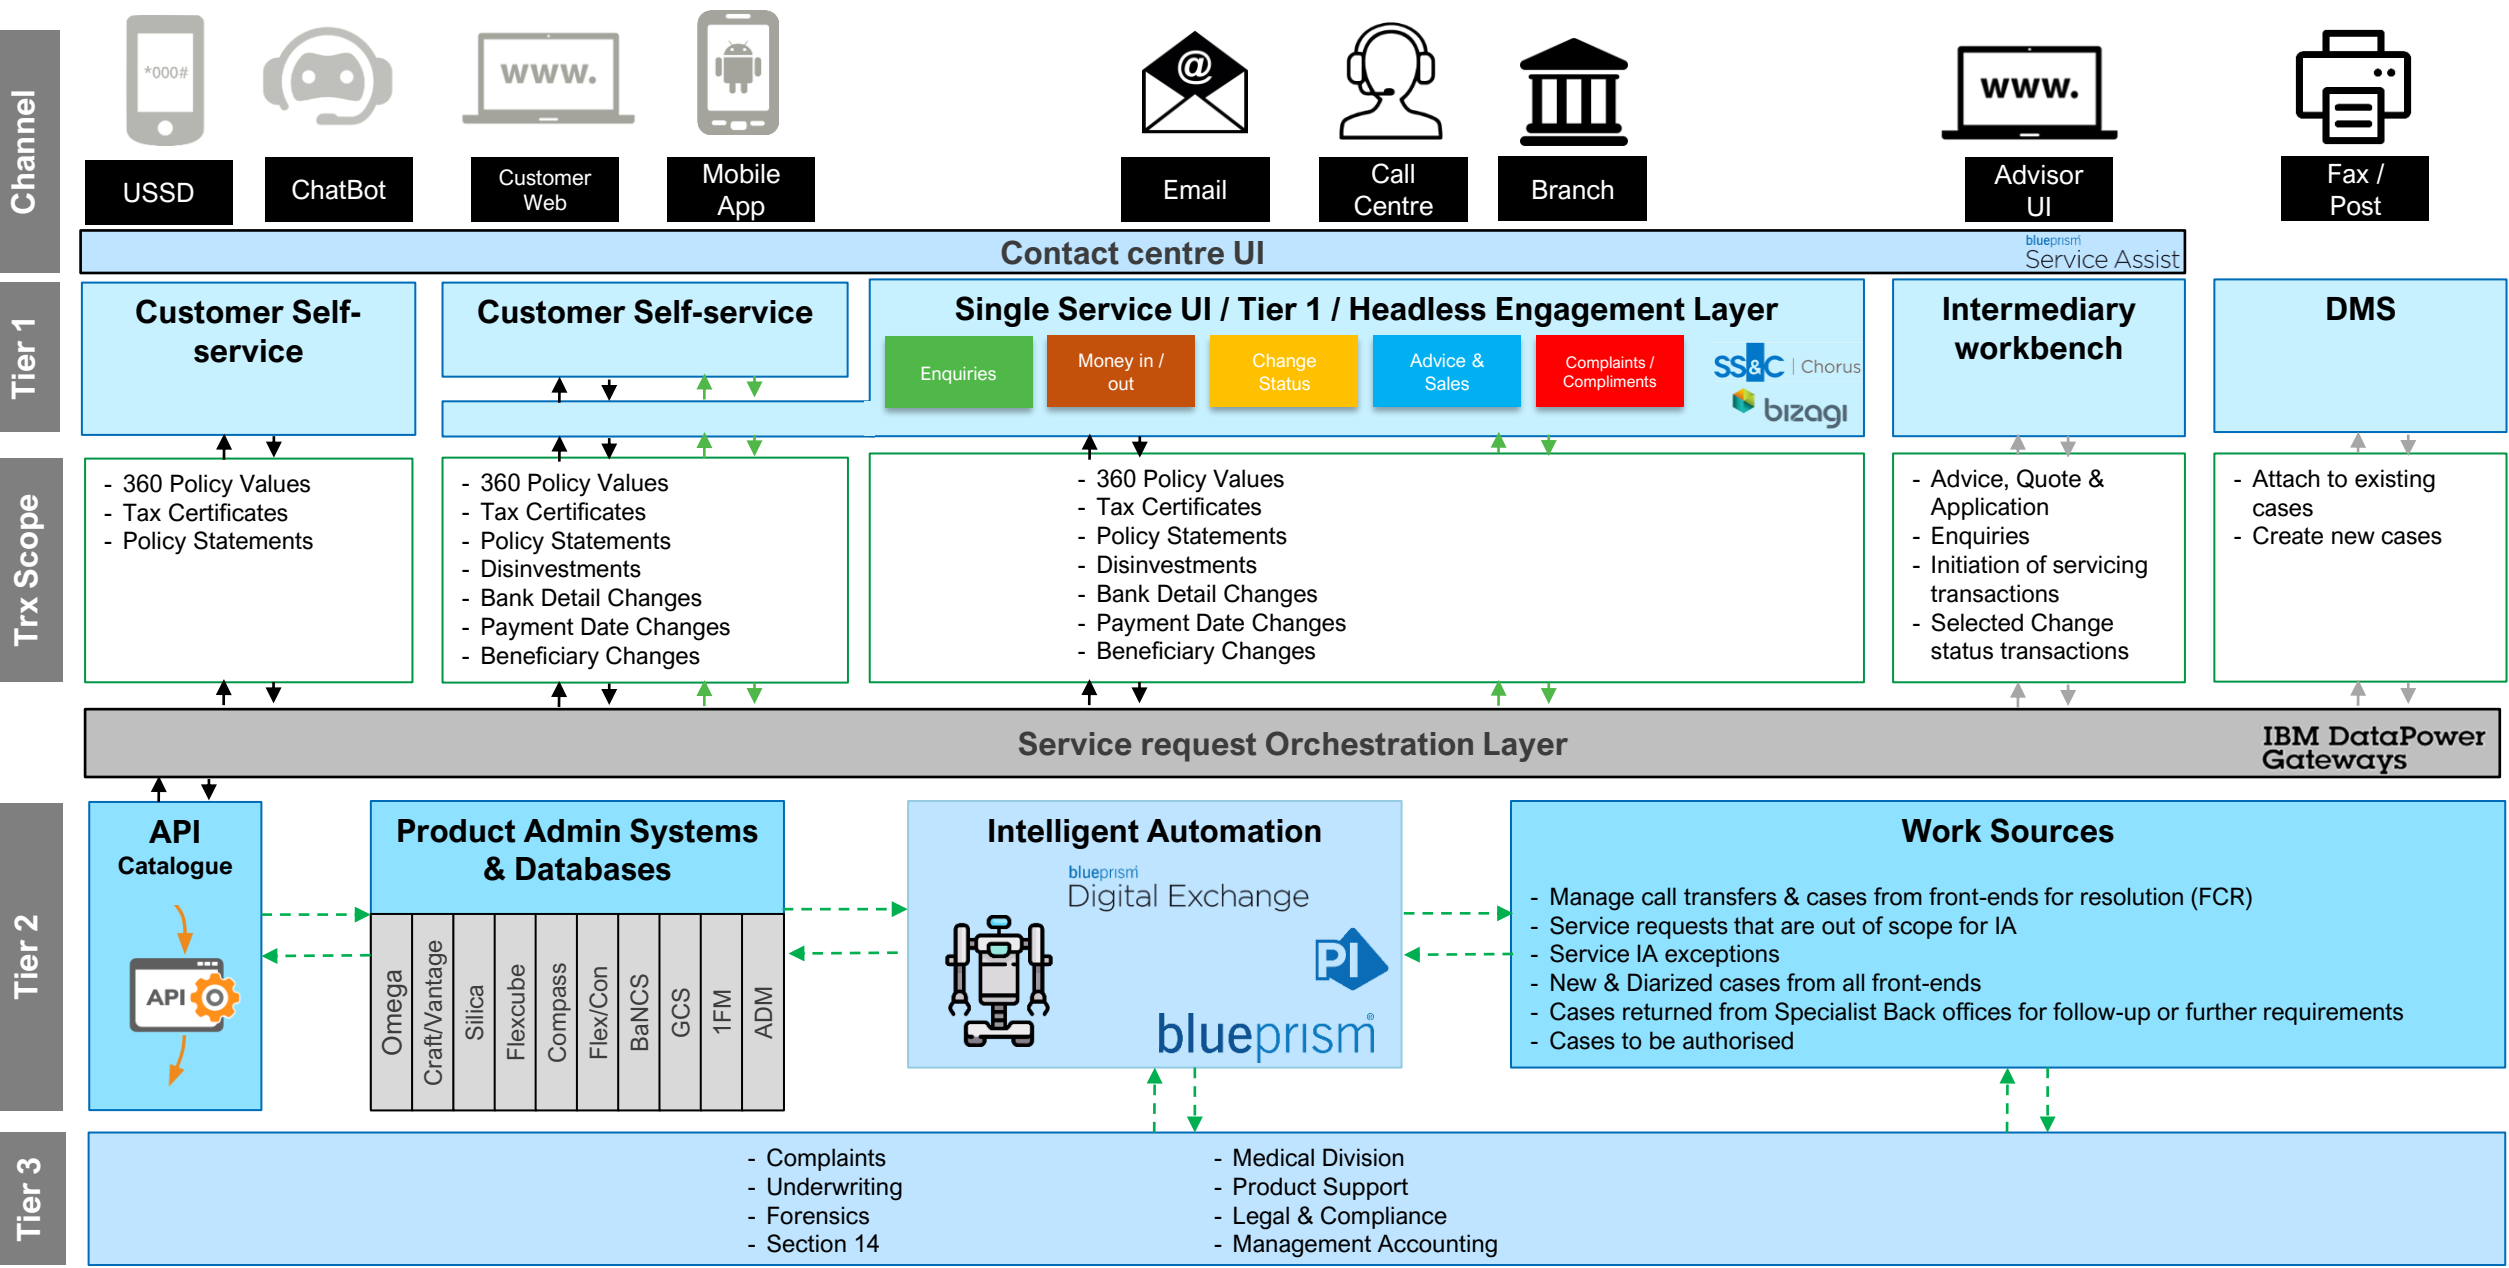 Channel
*000#
www.
@
www.
USSD
ChatBot
Customer
Web
Mobile
App
Email
Call
Centre
Branch
Advisor
UI
Fax /
Post
Contact centre UI
blueprism
Service Assist
Tier 1
Customer Self-
service
Customer Self-service
Single Service UI / Tier 1 / Headless Engagement Layer
Enquiries
Money in /
out
Change
Status
Advice &
Sales
Complaints /
Compliments
SS&C | Chorus
bizagi
Intermediary
workbench
DMS
Trx Scope
- 360 Policy Values
- Tax Certificates
- Policy Statements
- 360 Policy Values
- Tax Certificates
- Policy Statements
- Disinvestments
- Bank Detail Changes
- Payment Date Changes
- Beneficiary Changes
- 360 Policy Values
- Tax Certificates
- Policy Statements
- Disinvestments
- Bank Detail Changes
- Payment Date Changes
- Beneficiary Changes
- Advice, Quote &
Application
- Enquiries
- Initiation of servicing
transactions
- Selected Change
status transactions
- Attach to existing
cases
- Create new cases
Service request Orchestration Layer
IBM DataPower
Gateways
Tier 2
API
Catalogue
API
Product Admin Systems
& Databases
Omega
Craft/Vantage
Silica
Flexcube
Compass
Flex/Con
BaNCS
GCS
1FM
ADM
Intelligent Automation
blueprism
Digital Exchange
PI
blueprism®
Work Sources
- Manage call transfers & cases from front-ends for resolution (FCR)
- Service requests that are out of scope for IA
- Service IA exceptions
- New & Diarized cases from all front-ends
- Cases returned from Specialist Back offices for follow-up or further requirements
- Cases to be authorised
Tier 3
- Complaints
- Underwriting
- Forensics
- Section 14
- Medical Division
- Product Support
- Legal & Compliance
- Management Accounting